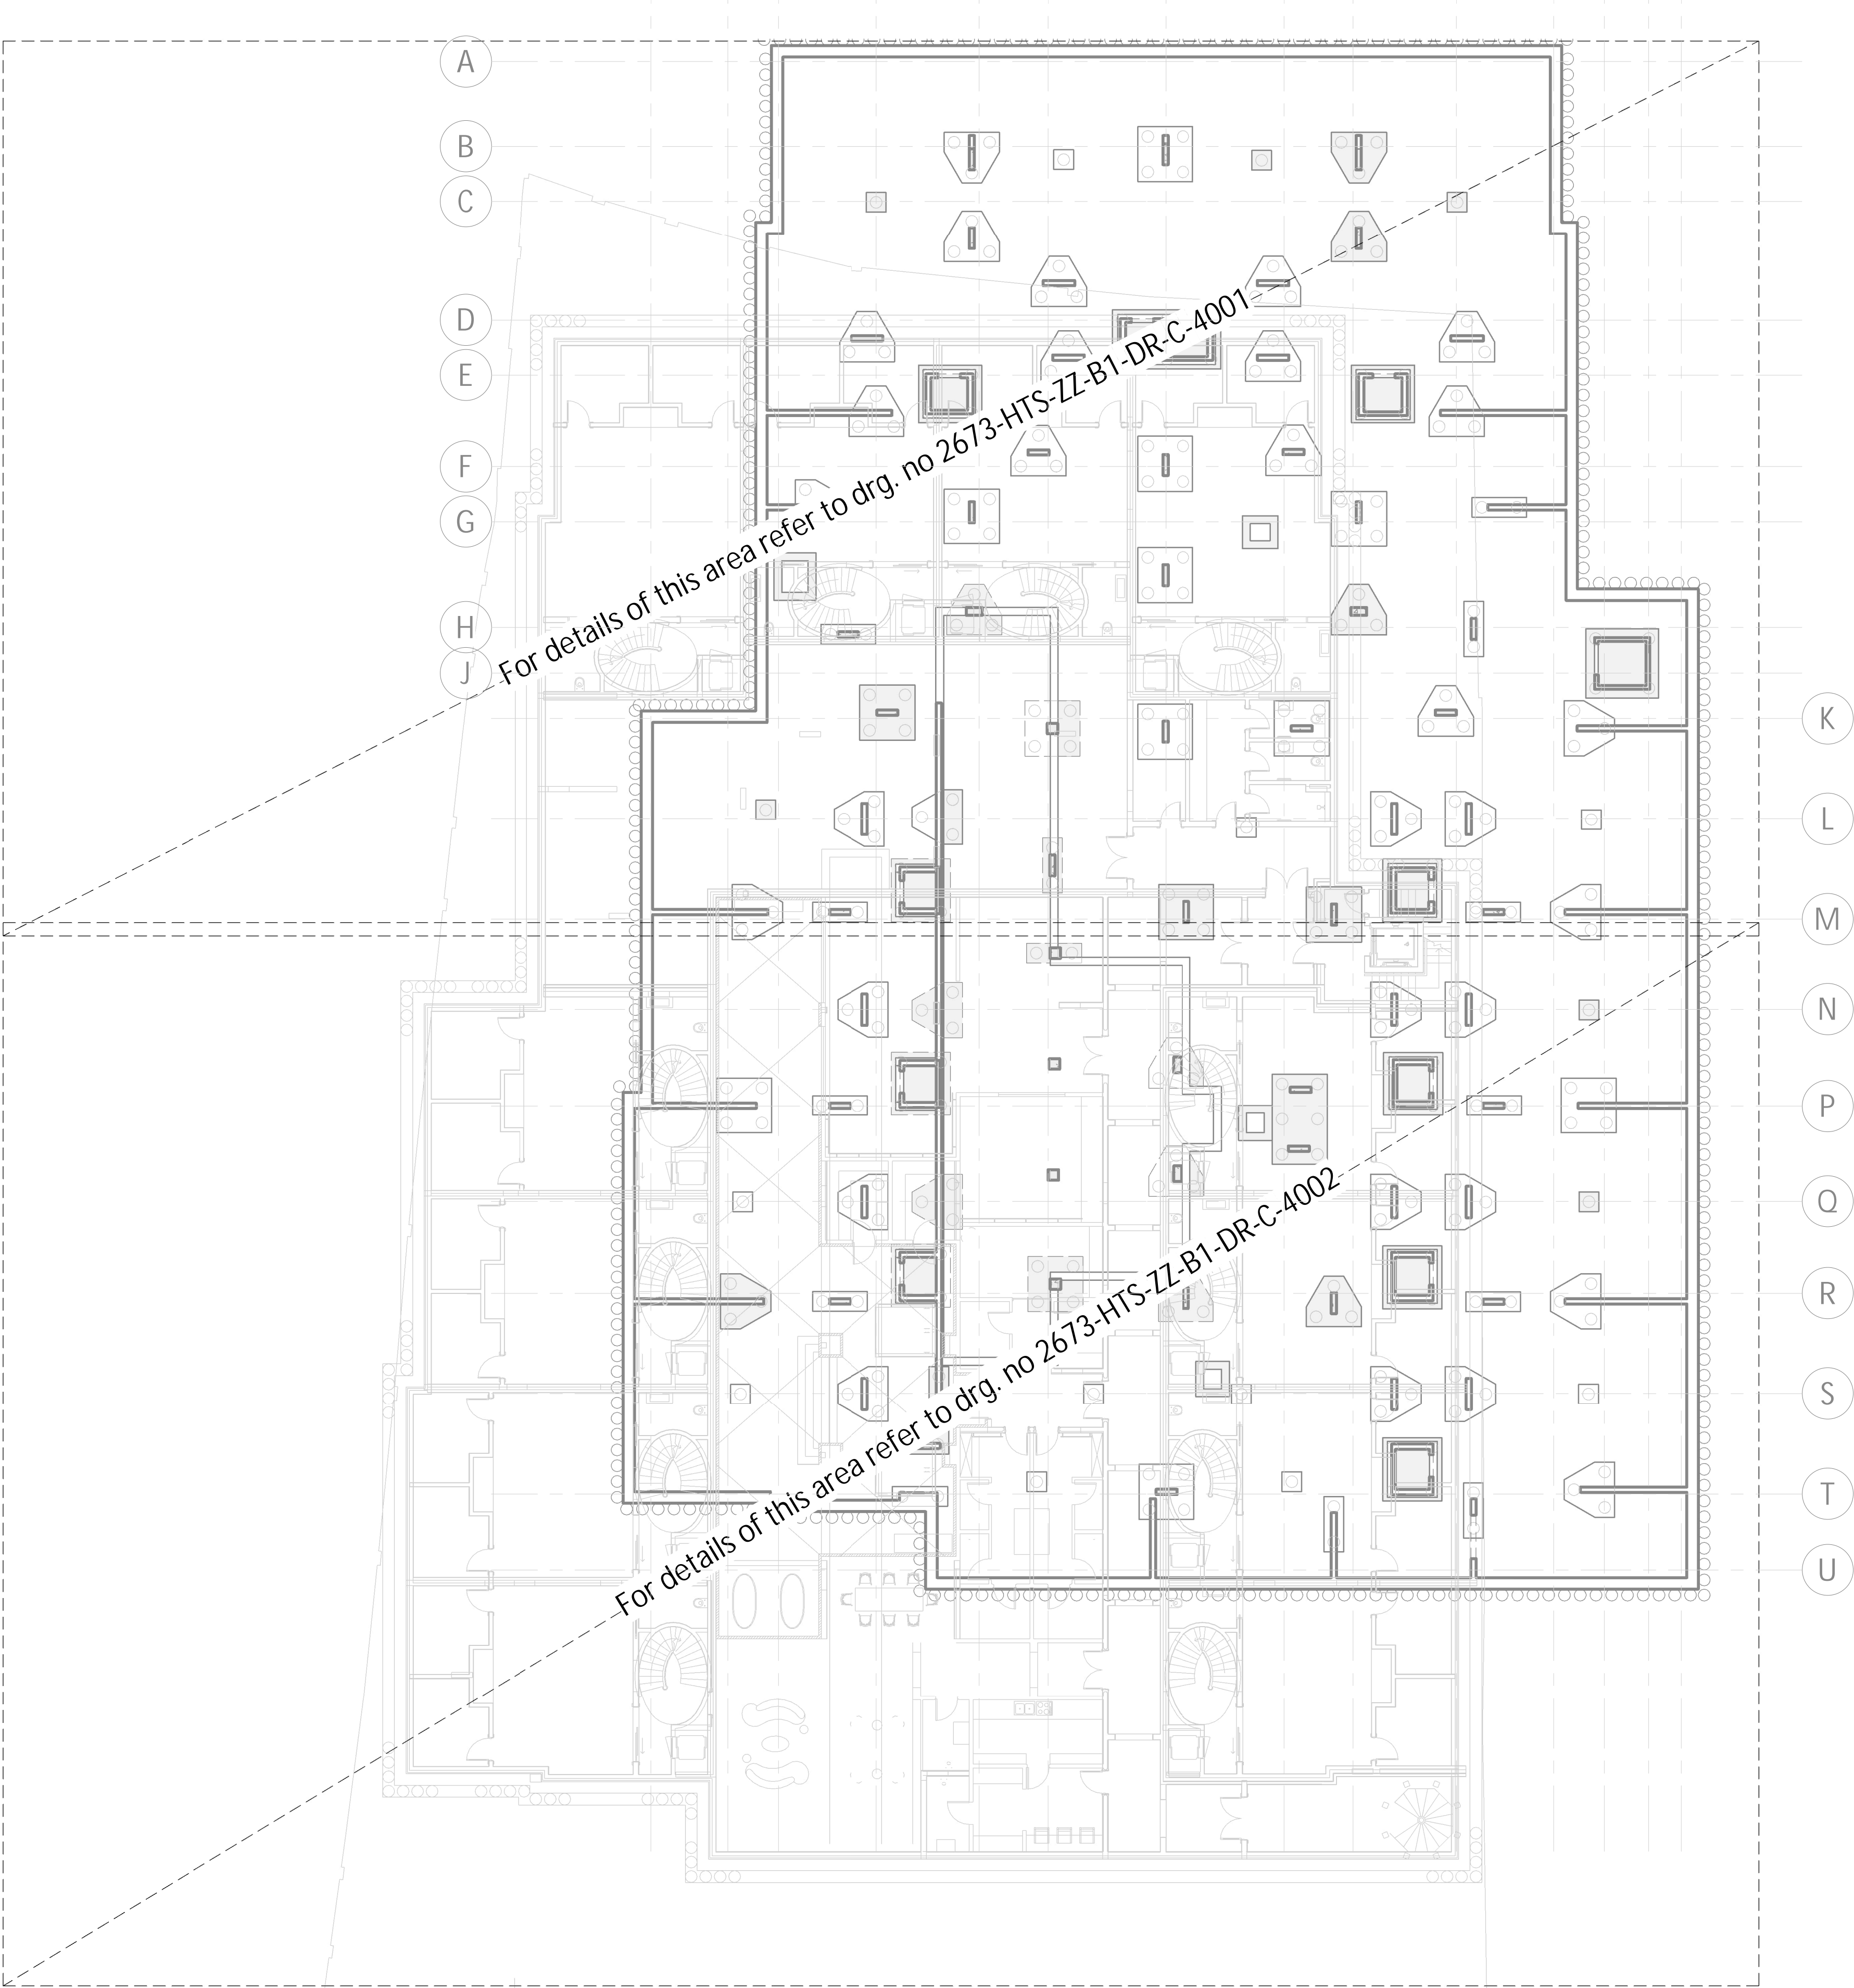 A
B
C
D
E
F
G
H
J
For details of this area refer to drg. no 2673-HTS-ZZ-B1-DR-C-4001
K
L
M
N
P
Q
R
S
T
U
For details of this area refer to drg. no 2673-HTS-ZZ-B1-DR-C-4002